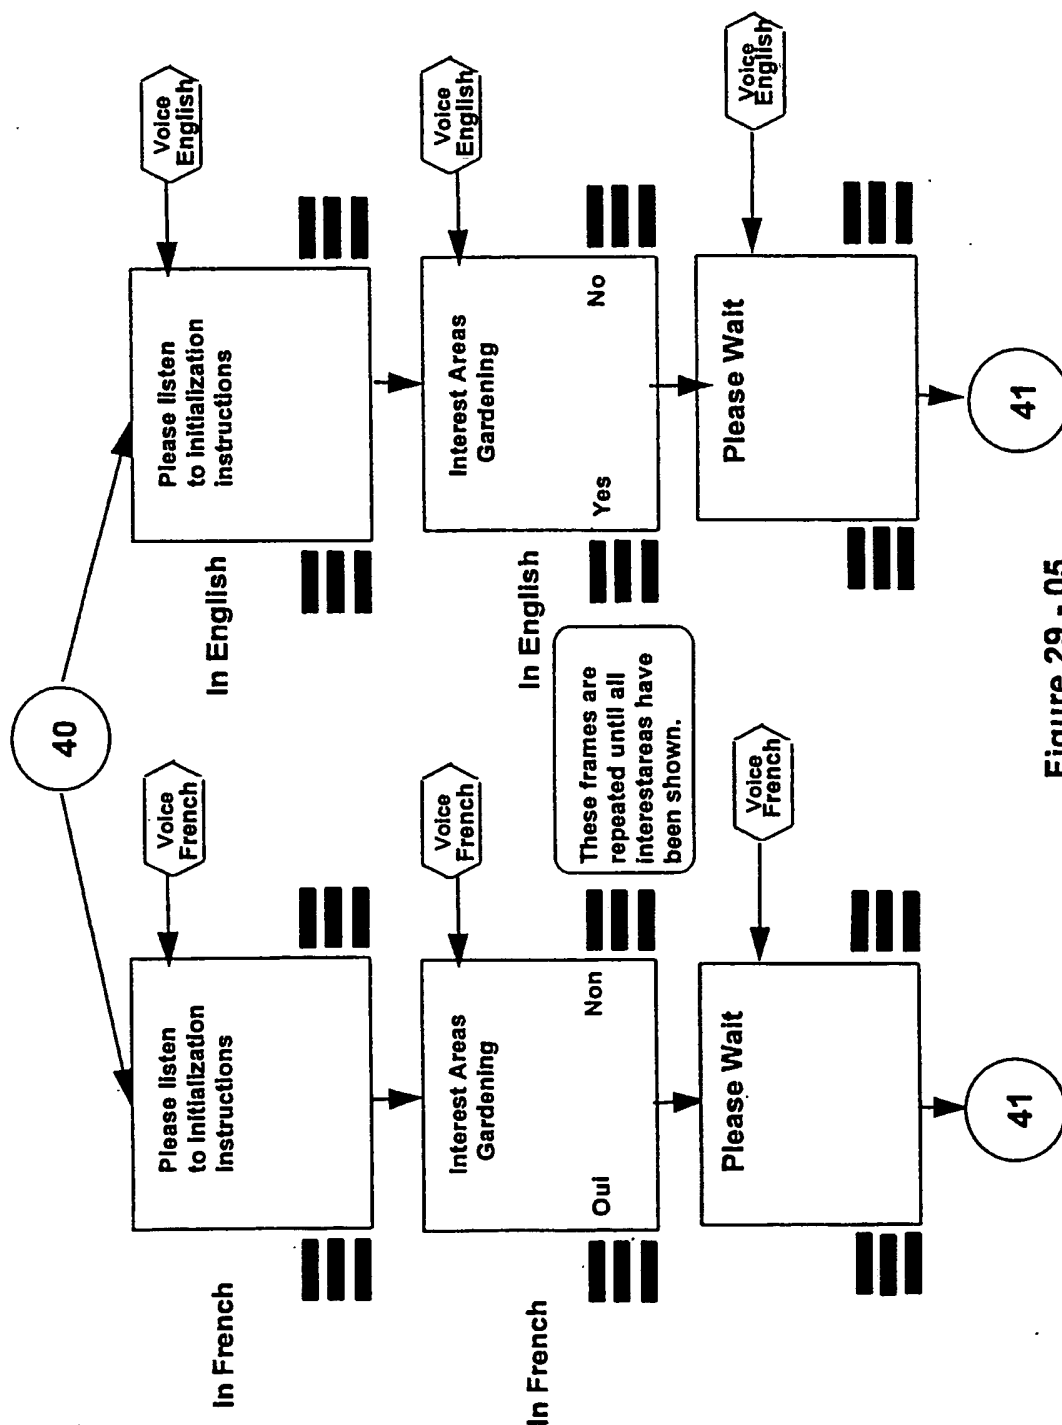 40
Voice
French
Voice
English
In French
Please listen
to initialization
instructions
In English
Please listen
to initialization
instructions
Voice
French
Voice
English
In French
Interest Areas
Gardening
Oui
Non
In English
Interest Areas
Gardening
Yes
No
These frames are
repeated until all
interestareas have
been shown.
Voice
French
Voice
English
Please Wait
Please Wait
41
41
Figure 29 - 05